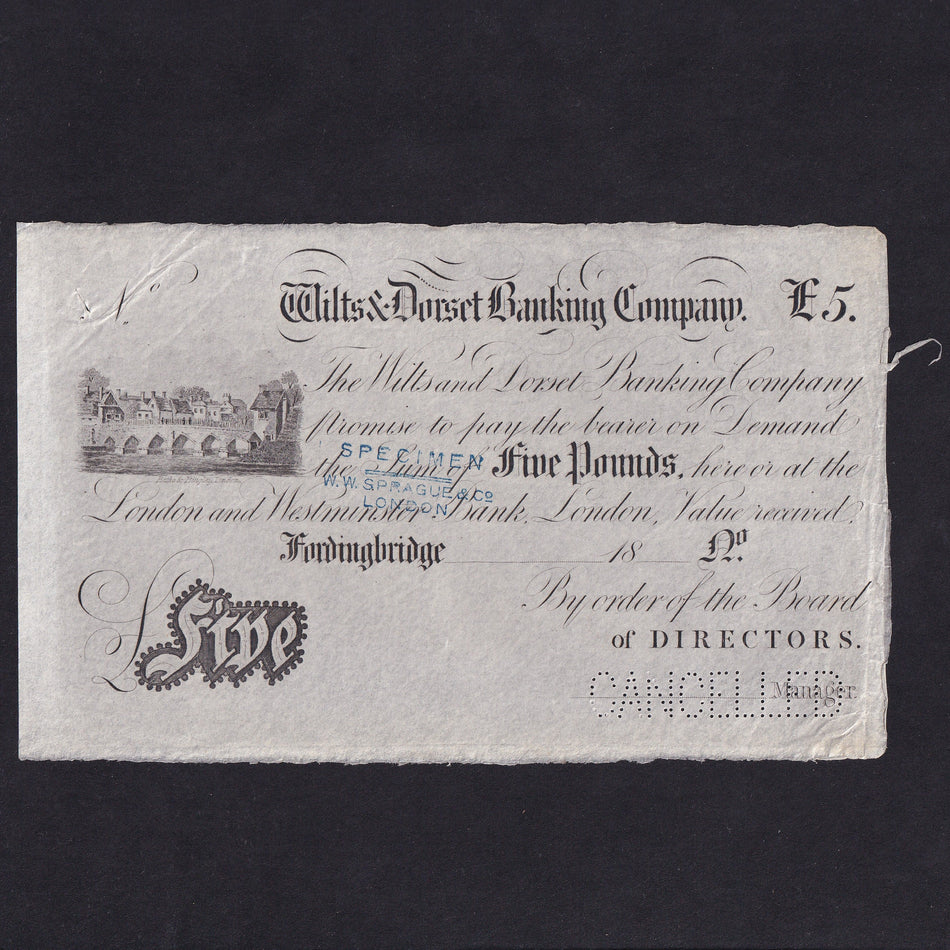 No
Wilts & Dorset Banking Company. £5.
The Wilts and Dorset Banking Company
promise to pay the bearer on Demand
the Sum of Five Pounds, here or at the
London and Westminster Bank, London, Value received.
SPECIMEN
W.W. SPRAGUE & Co
LONDON
Fordingbridge 18 No.
By order of the Board
of DIRECTORS.
£ Five
CANCELLED
Manager